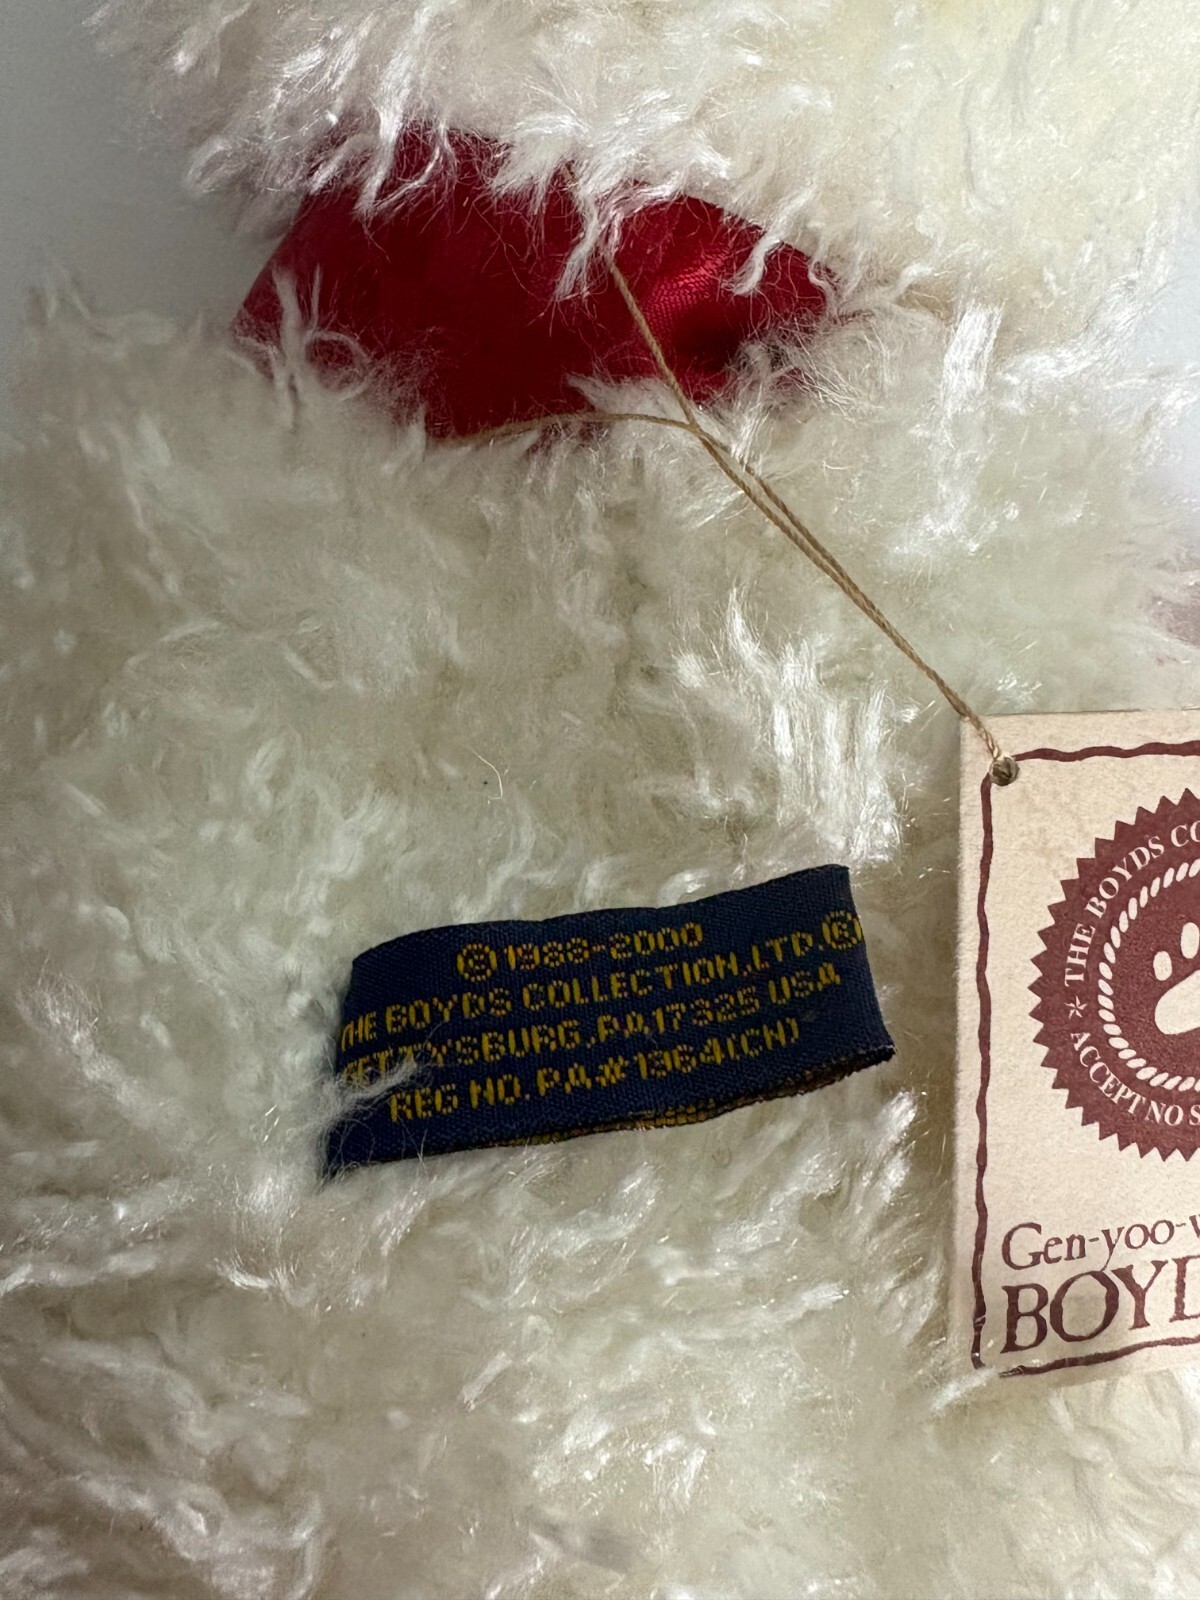 ©1988-2000
THE BOYDS COLLECTION, LTD. ®
GETTYSBURG, PA 17325 USA
REG NO. PA# 1364(CN)
THE BOYDS CO
ACCEPT NO S
Gen-yoo-
BOYD